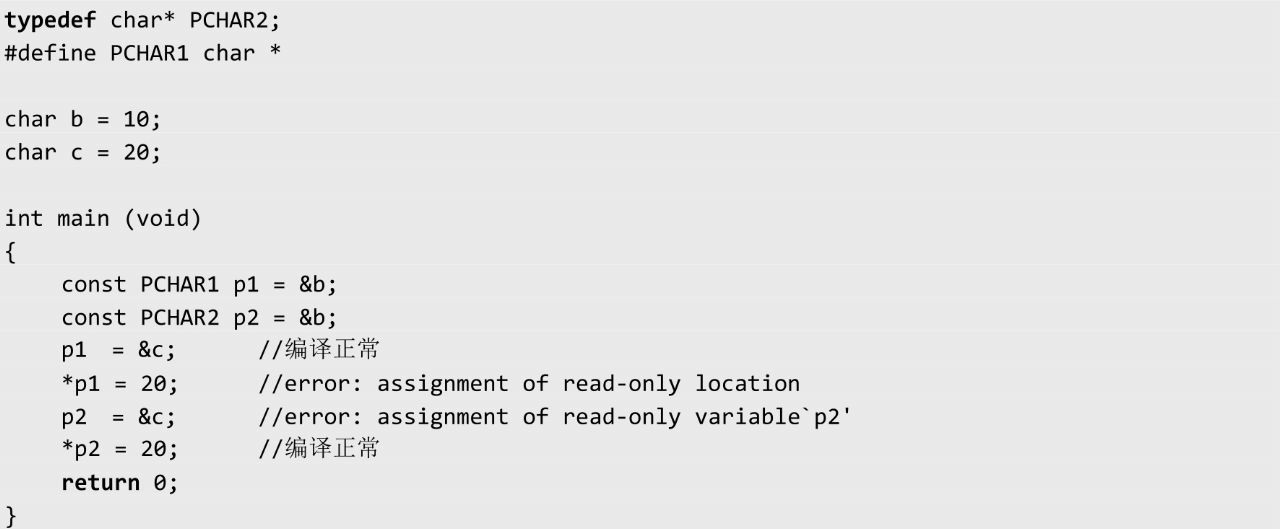 typedef char* PCHAR2;
#define PCHAR1 char *
char b = 10;
char c = 20;
int main (void)
{
    const PCHAR1 p1 = &b;
    const PCHAR2 p2 = &b;
    p1  = &c;      //编译正常
    *p1 = 20;      //error: assignment of read-only location
    p2  = &c;      //error: assignment of read-only variable`p2'
    *p2 = 20;      //编译正常
    return 0;
}